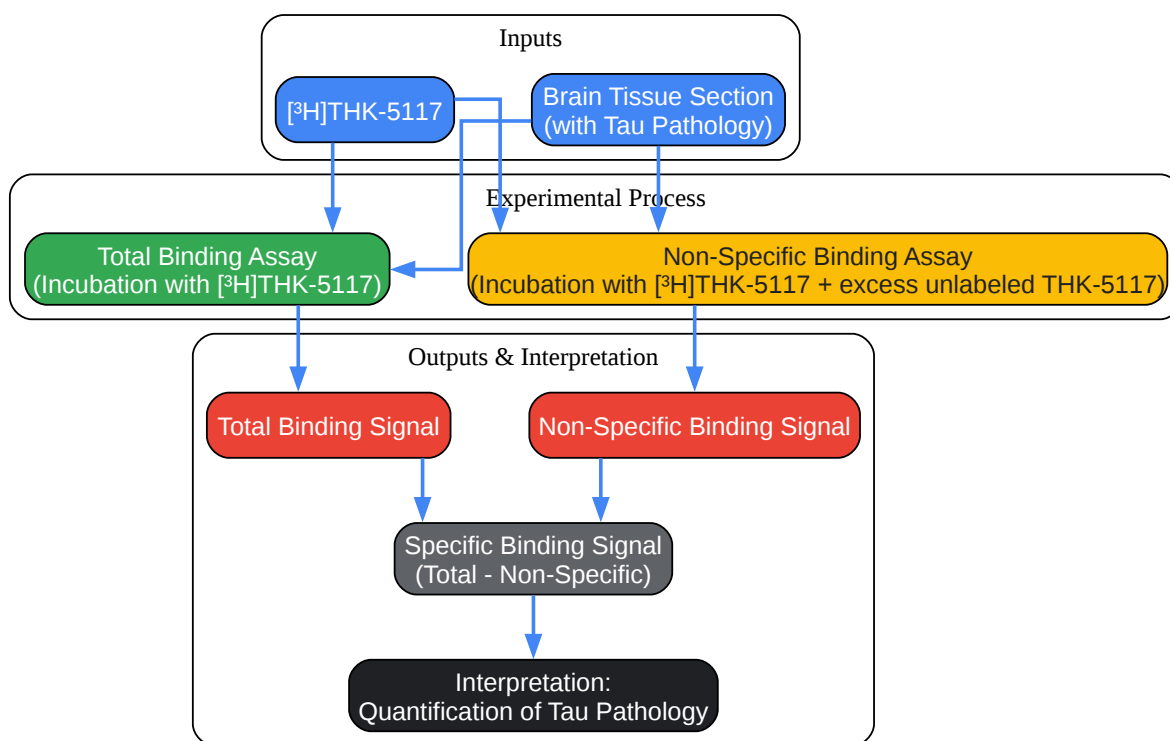 Inputs
[³H]THK-5117
Brain Tissue Section
(with Tau Pathology)
Experimental Process
Total Binding Assay
(Incubation with [³H]THK-5117)
Non-Specific Binding Assay
(Incubation with [³H]THK-5117 + excess unlabeled THK-5117)
Outputs & Interpretation
Total Binding Signal
Non-Specific Binding Signal
Specific Binding Signal
(Total - Non-Specific)
Interpretation:
Quantification of Tau Pathology